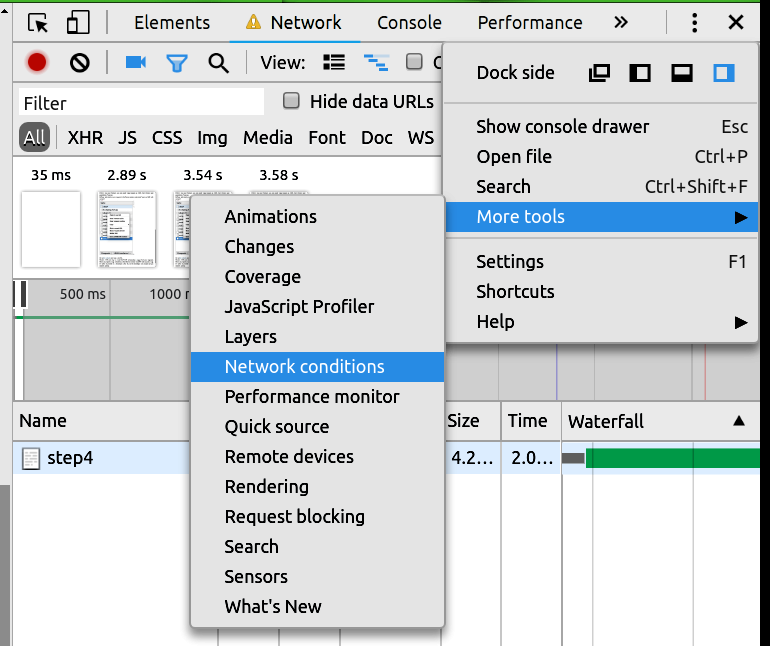 Elements Network Console Performance »
View: C
Dock side
Filter Hide data URLs
All XHR JS CSS Img Media Font Doc WS
Show console drawer Esc
Open file Ctrl+P
Search Ctrl+Shift+F
More tools
Settings F1
Shortcuts
Help
35 ms 2.89 s 3.54 s 3.58 s
500 ms 1000
Animations
Changes
Coverage
JavaScript Profiler
Layers
Network conditions
Performance monitor
Quick source
Remote devices
Rendering
Request blocking
Search
Sensors
What's New
Name Size Time Waterfall
step4 4.2... 2.0...